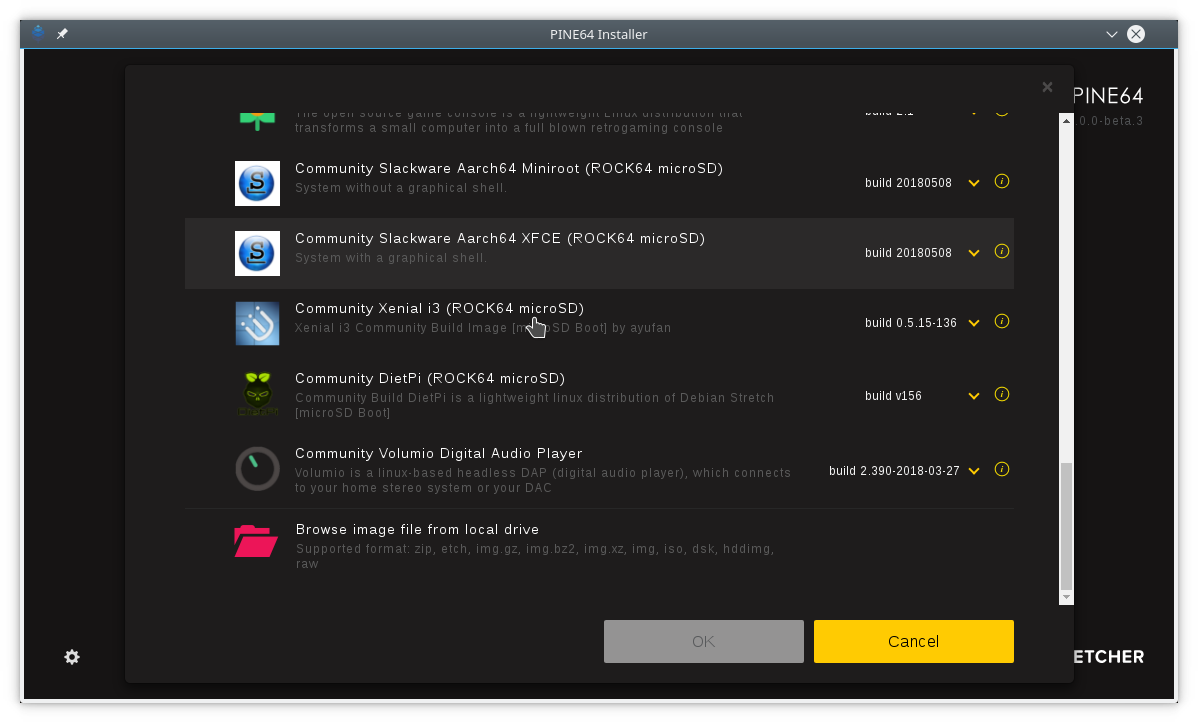 PINE64 Installer
PINE64
0.0-beta.3
The open source game console is a lightweight Linux distribution that
transforms a small computer into a full blown retrogaming console
build 2.1
Community Slackware Aarch64 Miniroot (ROCK64 microSD)
System without a graphical shell.
build 20180508
Community Slackware Aarch64 XFCE (ROCK64 microSD)
System with a graphical shell.
build 20180508
Community Xenial i3 (ROCK64 microSD)
Xenial i3 Community Build Image [microSD Boot] by ayufan
build 0.5.15-136
Community DietPi (ROCK64 microSD)
Community Build DietPi is a lightweight linux distribution of Debian Stretch
[microSD Boot]
build v156
Community Volumio Digital Audio Player
Volumio is a linux-based headless DAP (digital audio player), which connects
to your home stereo system or your DAC
build 2.390-2018-03-27
Browse image file from local drive
Supported format: zip, etch, img.gz, img.bz2, img.xz, img, iso, dsk, hddimg,
raw
OK
Cancel
ETCHER